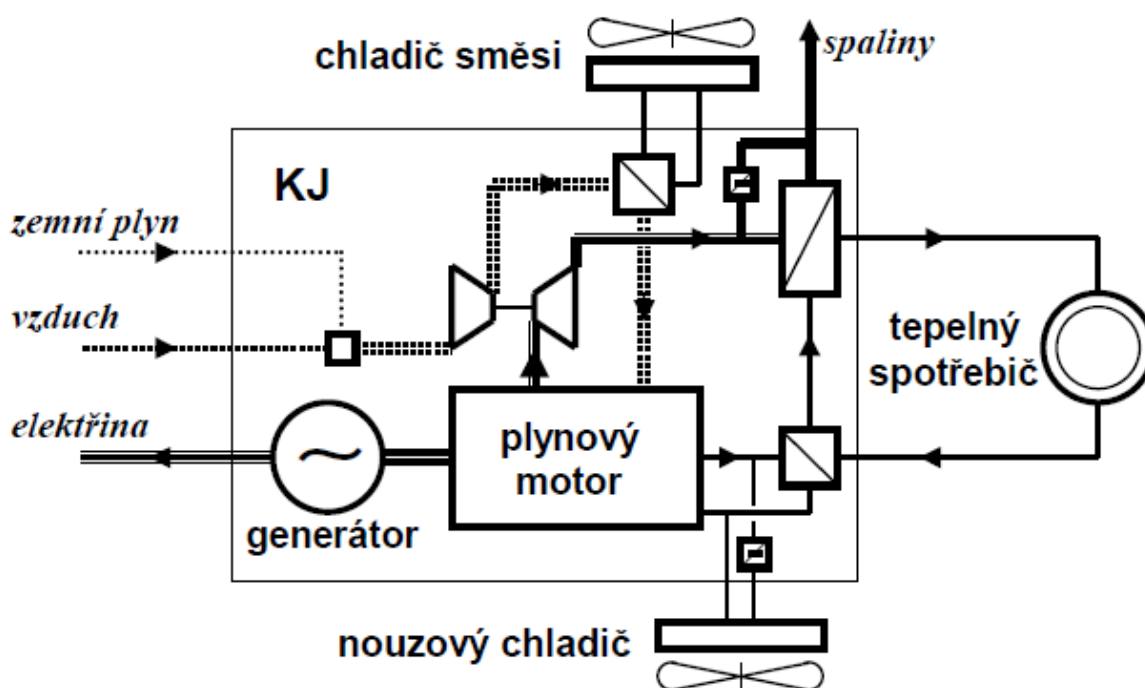 chladič směsi
spaliny
KJ
zemní plyn
vzduch
tepelný
spotřebič
elektřina
plynový
motor
generátor
nouzový chladič